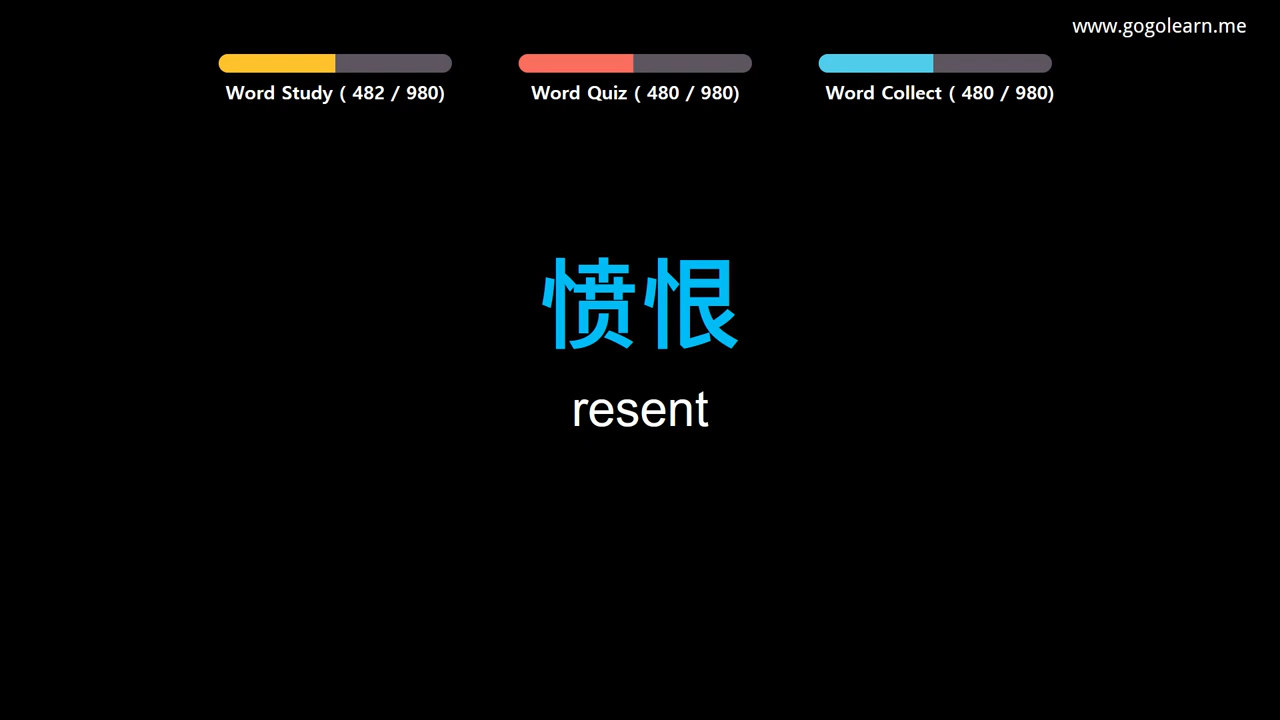 www.gogolearn.me
Word Study ( 482 / 980)
Word Quiz ( 480 / 980)
Word Collect ( 480 / 980)
愤恨
resent